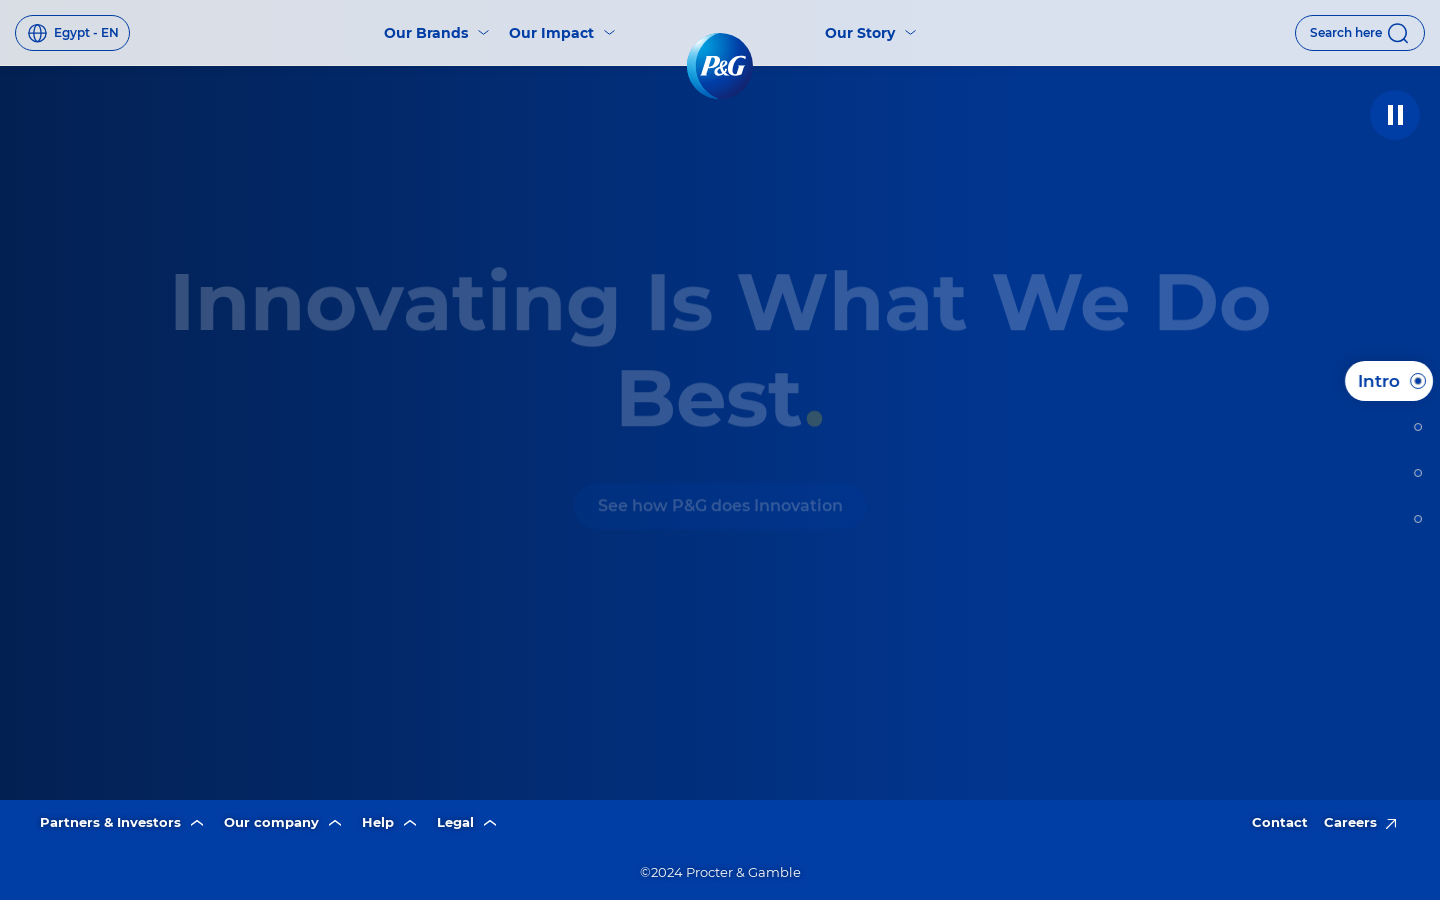 Egypt - EN
Our Brands
Our Impact
P&G
Our Story
Search here
Innovating Is What We Do
Best.
See how P&G does Innovation
Intro
Partners & Investors
Our company
Help
Legal
Contact
Careers
©2024 Procter & Gamble